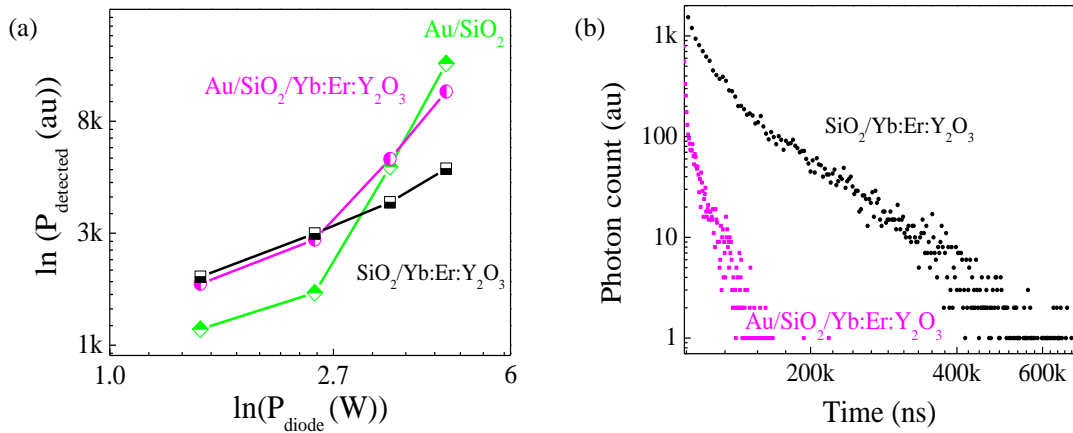 (a)
Au/SiO₂
Au/SiO₂/Yb:Er:Y₂O₃
SiO₂/Yb:Er:Y₂O₃
ln (P_detected (au))
8k
3k
1k
1.0
2.7
6
ln(P_diode (W))
(b)
SiO₂/Yb:Er:Y₂O₃
Au/SiO₂/Yb:Er:Y₂O₃
Photon count (au)
1k
100
10
1
200k
400k
600k
Time (ns)